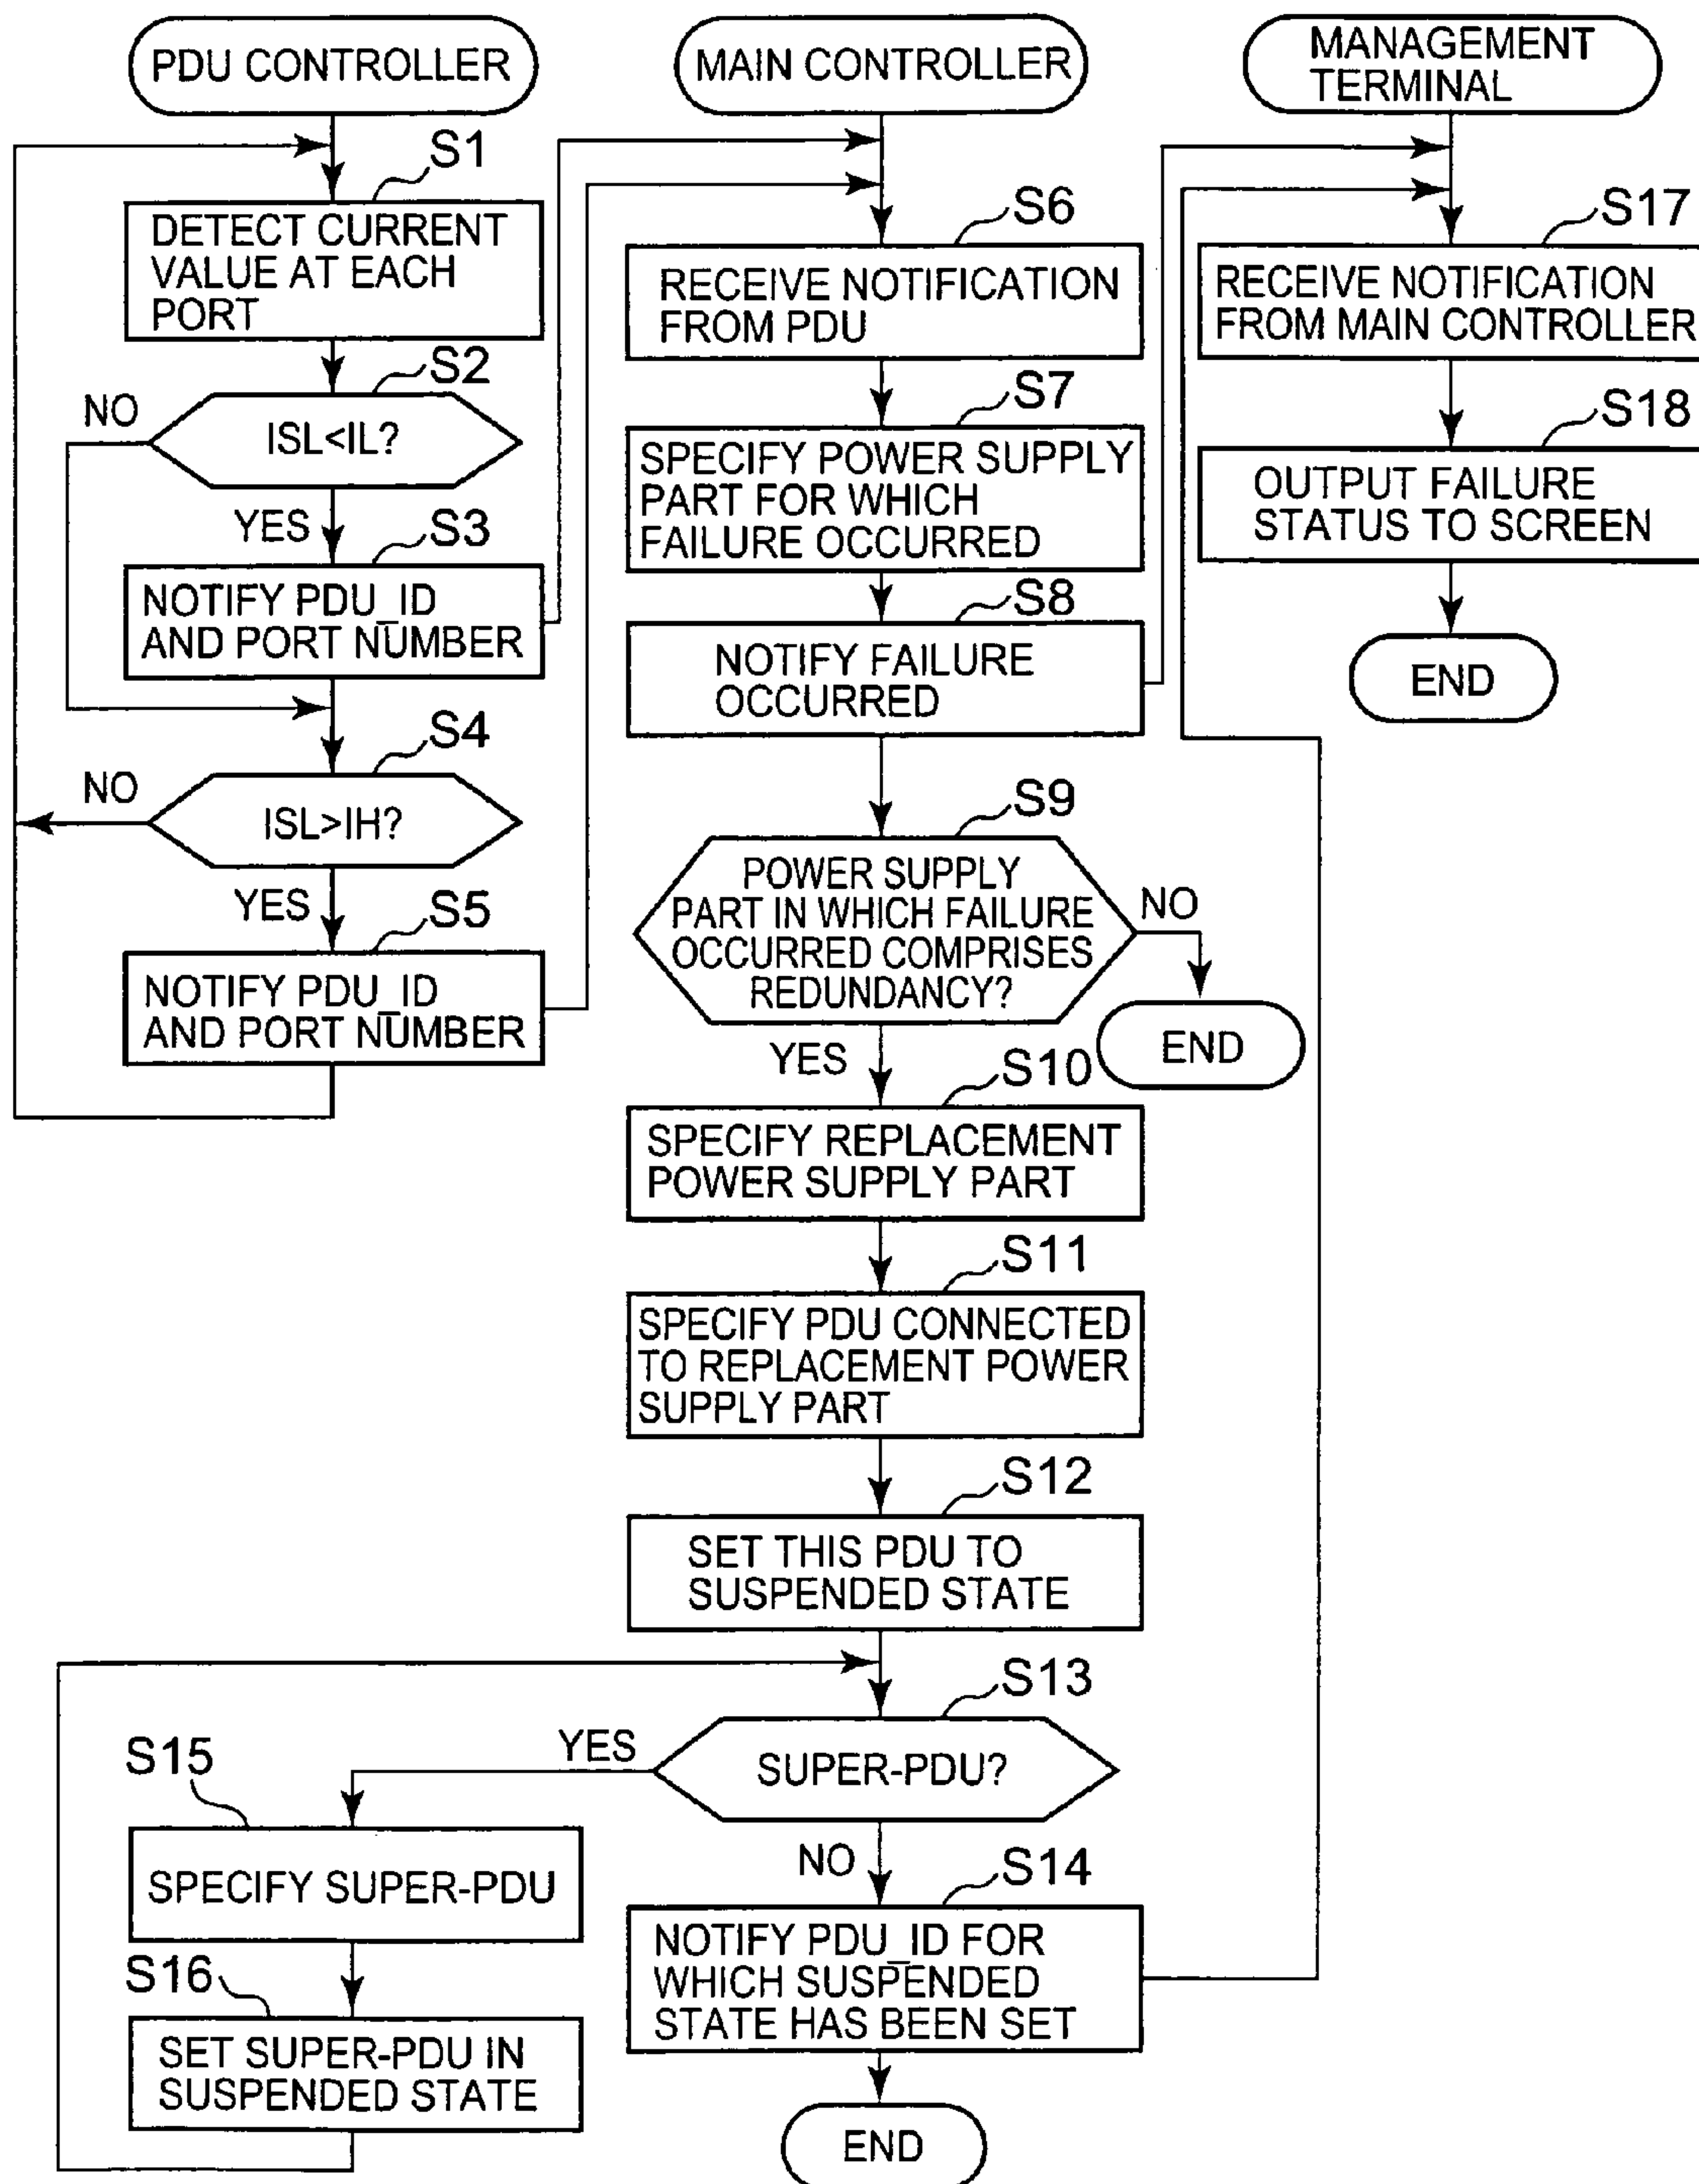 PDU CONTROLLER
S1
DETECT CURRENT
VALUE AT EACH
PORT
S2
NO
ISL<IL?
YES
S3
NOTIFY PDU_ID
AND PORT NUMBER
S4
NO
ISL>IH?
YES
S5
NOTIFY PDU_ID
AND PORT NUMBER
MAIN CONTROLLER
S6
RECEIVE NOTIFICATION
FROM PDU
S7
SPECIFY POWER SUPPLY
PART FOR WHICH
FAILURE OCCURRED
S8
NOTIFY FAILURE
OCCURRED
S9
POWER SUPPLY
PART IN WHICH FAILURE
OCCURRED COMPRISES
REDUNDANCY?
NO
END
YES
S10
SPECIFY REPLACEMENT
POWER SUPPLY PART
S11
SPECIFY PDU CONNECTED
TO REPLACEMENT POWER
SUPPLY PART
S12
SET THIS PDU TO
SUSPENDED STATE
S13
SUPER-PDU?
YES
S15
SPECIFY SUPER-PDU
S16
SET SUPER-PDU IN
SUSPENDED STATE
NO
S14
NOTIFY PDU_ID FOR
WHICH SUSPENDED
STATE HAS BEEN SET
END
MANAGEMENT
TERMINAL
S17
RECEIVE NOTIFICATION
FROM MAIN CONTROLLER
S18
OUTPUT FAILURE
STATUS TO SCREEN
END